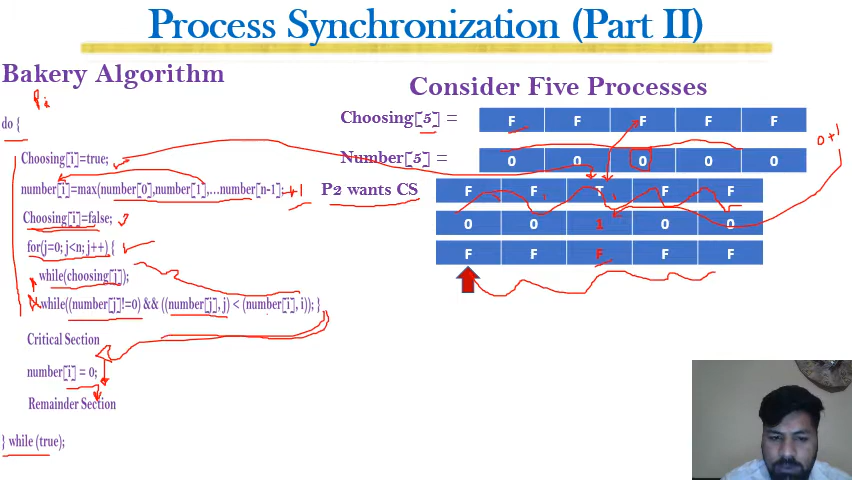 Process Synchronization (Part II)
Bakery Algorithm
Pi
do {
Choosing[i]=true;
number[i]=max(number[0],number[1],...number[n-1]; +1
Choosing[i]=false;
for(j=0; j<n; j++) {
while(choosing[j]);
while((number[j]!=0) && ((number[j], j) < (number[i], i)); }
Critical Section
number[i] = 0;
Remainder Section
} while (true);
Consider Five Processes
Choosing[5] = F F F F F
0+1
Number[5]= 0 0 0 0 0
P2 wants CS F F T F F
0 0 1 0 0
F F F F F